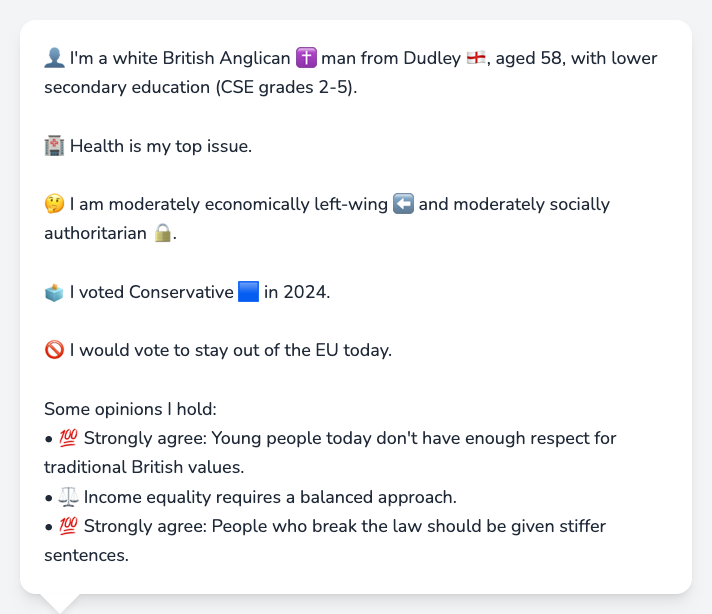 👤 I'm a white British Anglican ✝️ man from Dudley 🏴󠁧󠁢󠁥󠁮󠁧󠁿, aged 58, with lower
secondary education (CSE grades 2-5).
🏥 Health is my top issue.
🤔 I am moderately economically left-wing ⬅️ and moderately socially
authoritarian 🔒.
🗳️ I voted Conservative 🟦 in 2024.
🚫 I would vote to stay out of the EU today.
Some opinions I hold:
• 💯 Strongly agree: Young people today don't have enough respect for
traditional British values.
• ⚖️ Income equality requires a balanced approach.
• 💯 Strongly agree: People who break the law should be given stiffer
sentences.